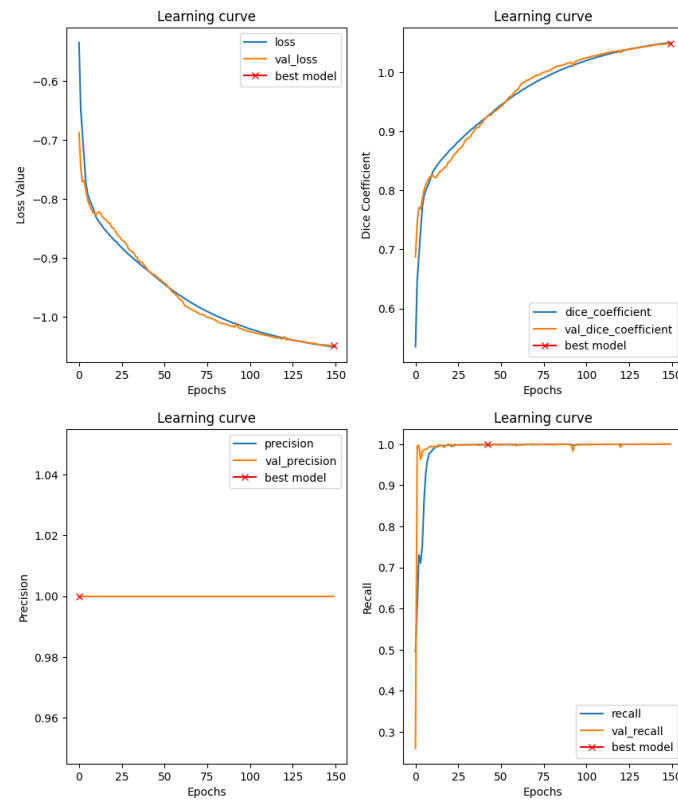 Learning curve
Loss Value
−0.6
−0.7
−0.8
−0.9
−1.0
loss
val_loss
best model
0 25 50 75 100 125 150
Epochs
Learning curve
Dice Coefficient
1.0
0.9
0.8
0.7
0.6
dice_coefficient
val_dice_coefficient
best model
0 25 50 75 100 125 150
Epochs
Learning curve
Precision
1.04
1.02
1.00
0.98
0.96
precision
val_precision
best model
0 25 50 75 100 125 150
Epochs
Learning curve
Recall
1.0
0.9
0.8
0.7
0.6
0.5
0.4
0.3
recall
val_recall
best model
0 25 50 75 100 125 150
Epochs